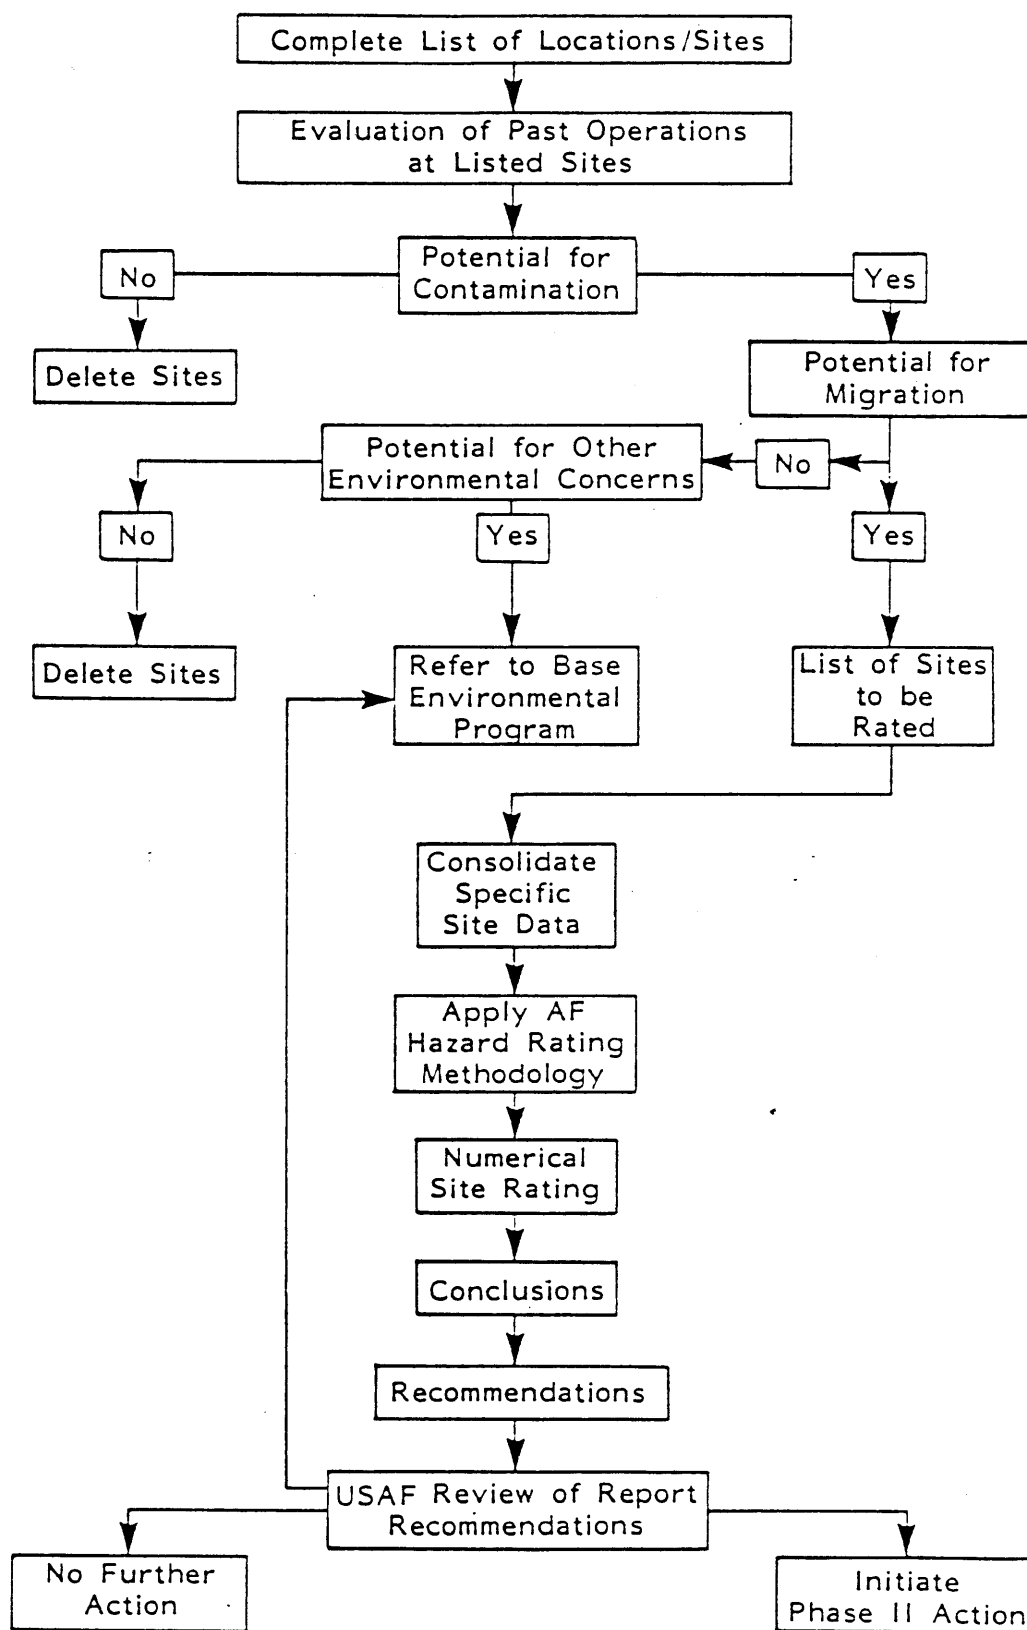 Complete List of Locations/Sites
Evaluation of Past Operations
at Listed Sites
Potential for
Contamination
No
Yes
Delete Sites
Potential for
Migration
Potential for Other
Environmental Concerns
No
No
Yes
Yes
Delete Sites
Refer to Base
Environmental
Program
List of Sites
to be
Rated
Consolidate
Specific
Site Data
Apply AF
Hazard Rating
Methodology
Numerical
Site Rating
Conclusions
Recommendations
USAF Review of Report
Recommendations
No Further
Action
Initiate
Phase II Action